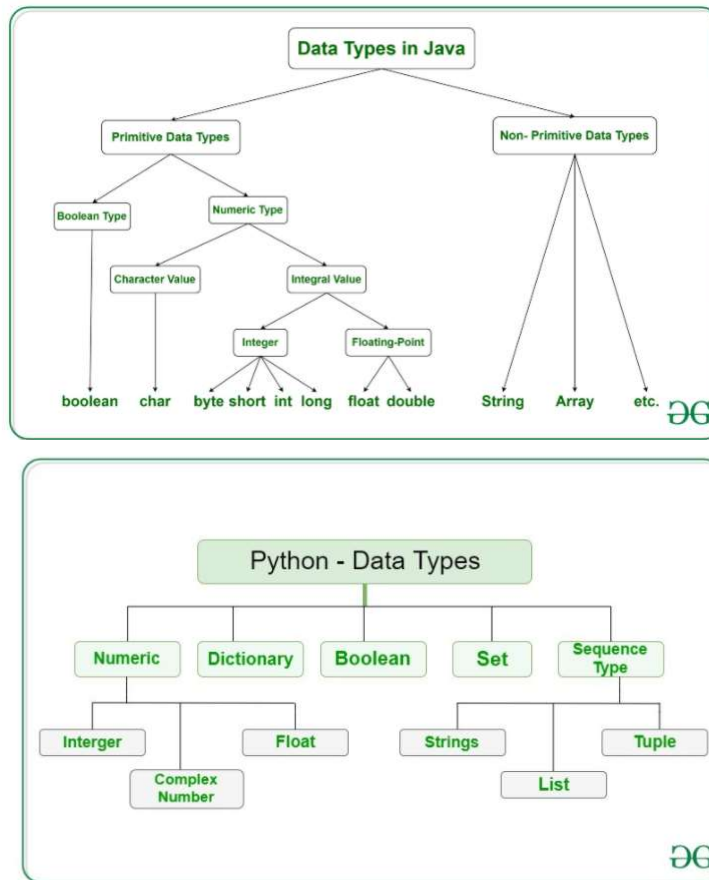 Data Types in Java
Primitive Data Types
Non- Primitive Data Types
Boolean Type
Numeric Type
Character Value
Integral Value
Integer
Floating-Point
boolean
char
byte
short
int
long
float
double
String
Array
etc.
Python - Data Types
Numeric
Dictionary
Boolean
Set
Sequence
Type
Interger
Complex
Number
Float
Strings
List
Tuple